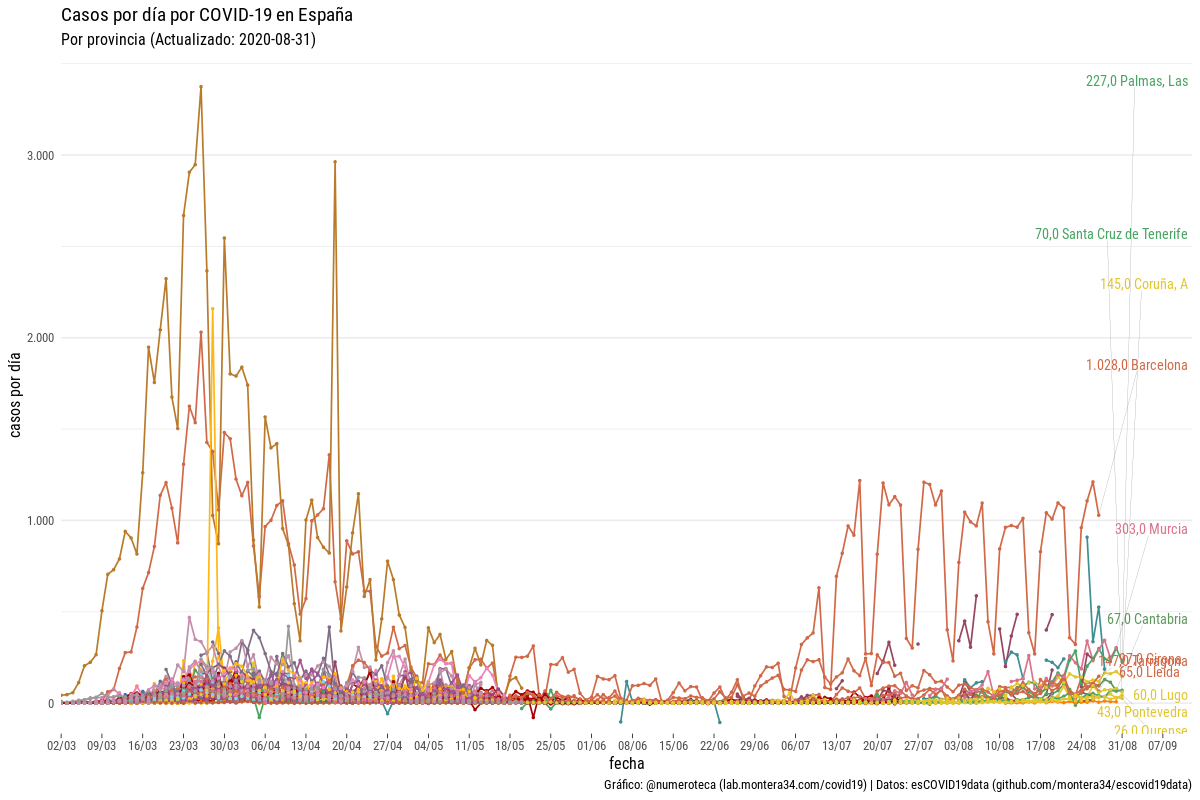 Casos por día por COVID-19 en España
Por provincia (Actualizado: 2020-08-31)
227,0 Palmas, Las
3.000
70,0 Santa Cruz de Tenerife
145,0 Coruña, A
2.000
1.028,0 Barcelona
casos por día
1.000
303,0 Murcia
67,0 Cantabria
Girona
Tarragona
65,0 Lleida
60,0 Lugo
0
43,0 Pontevedra
26,0 Ourense
02/03 09/03 16/03 23/03 30/03 06/04 13/04 20/04 27/04 04/05 11/05 18/05 25/05 01/06 08/06 15/06 22/06 29/06 06/07 13/07 20/07 27/07 03/08 10/08 17/08 24/08 31/08 07/09
fecha
Gráfico: @numeroteca (lab.montera34.com/covid19) | Datos: esCOVID19data (github.com/montera34/escovid19data)